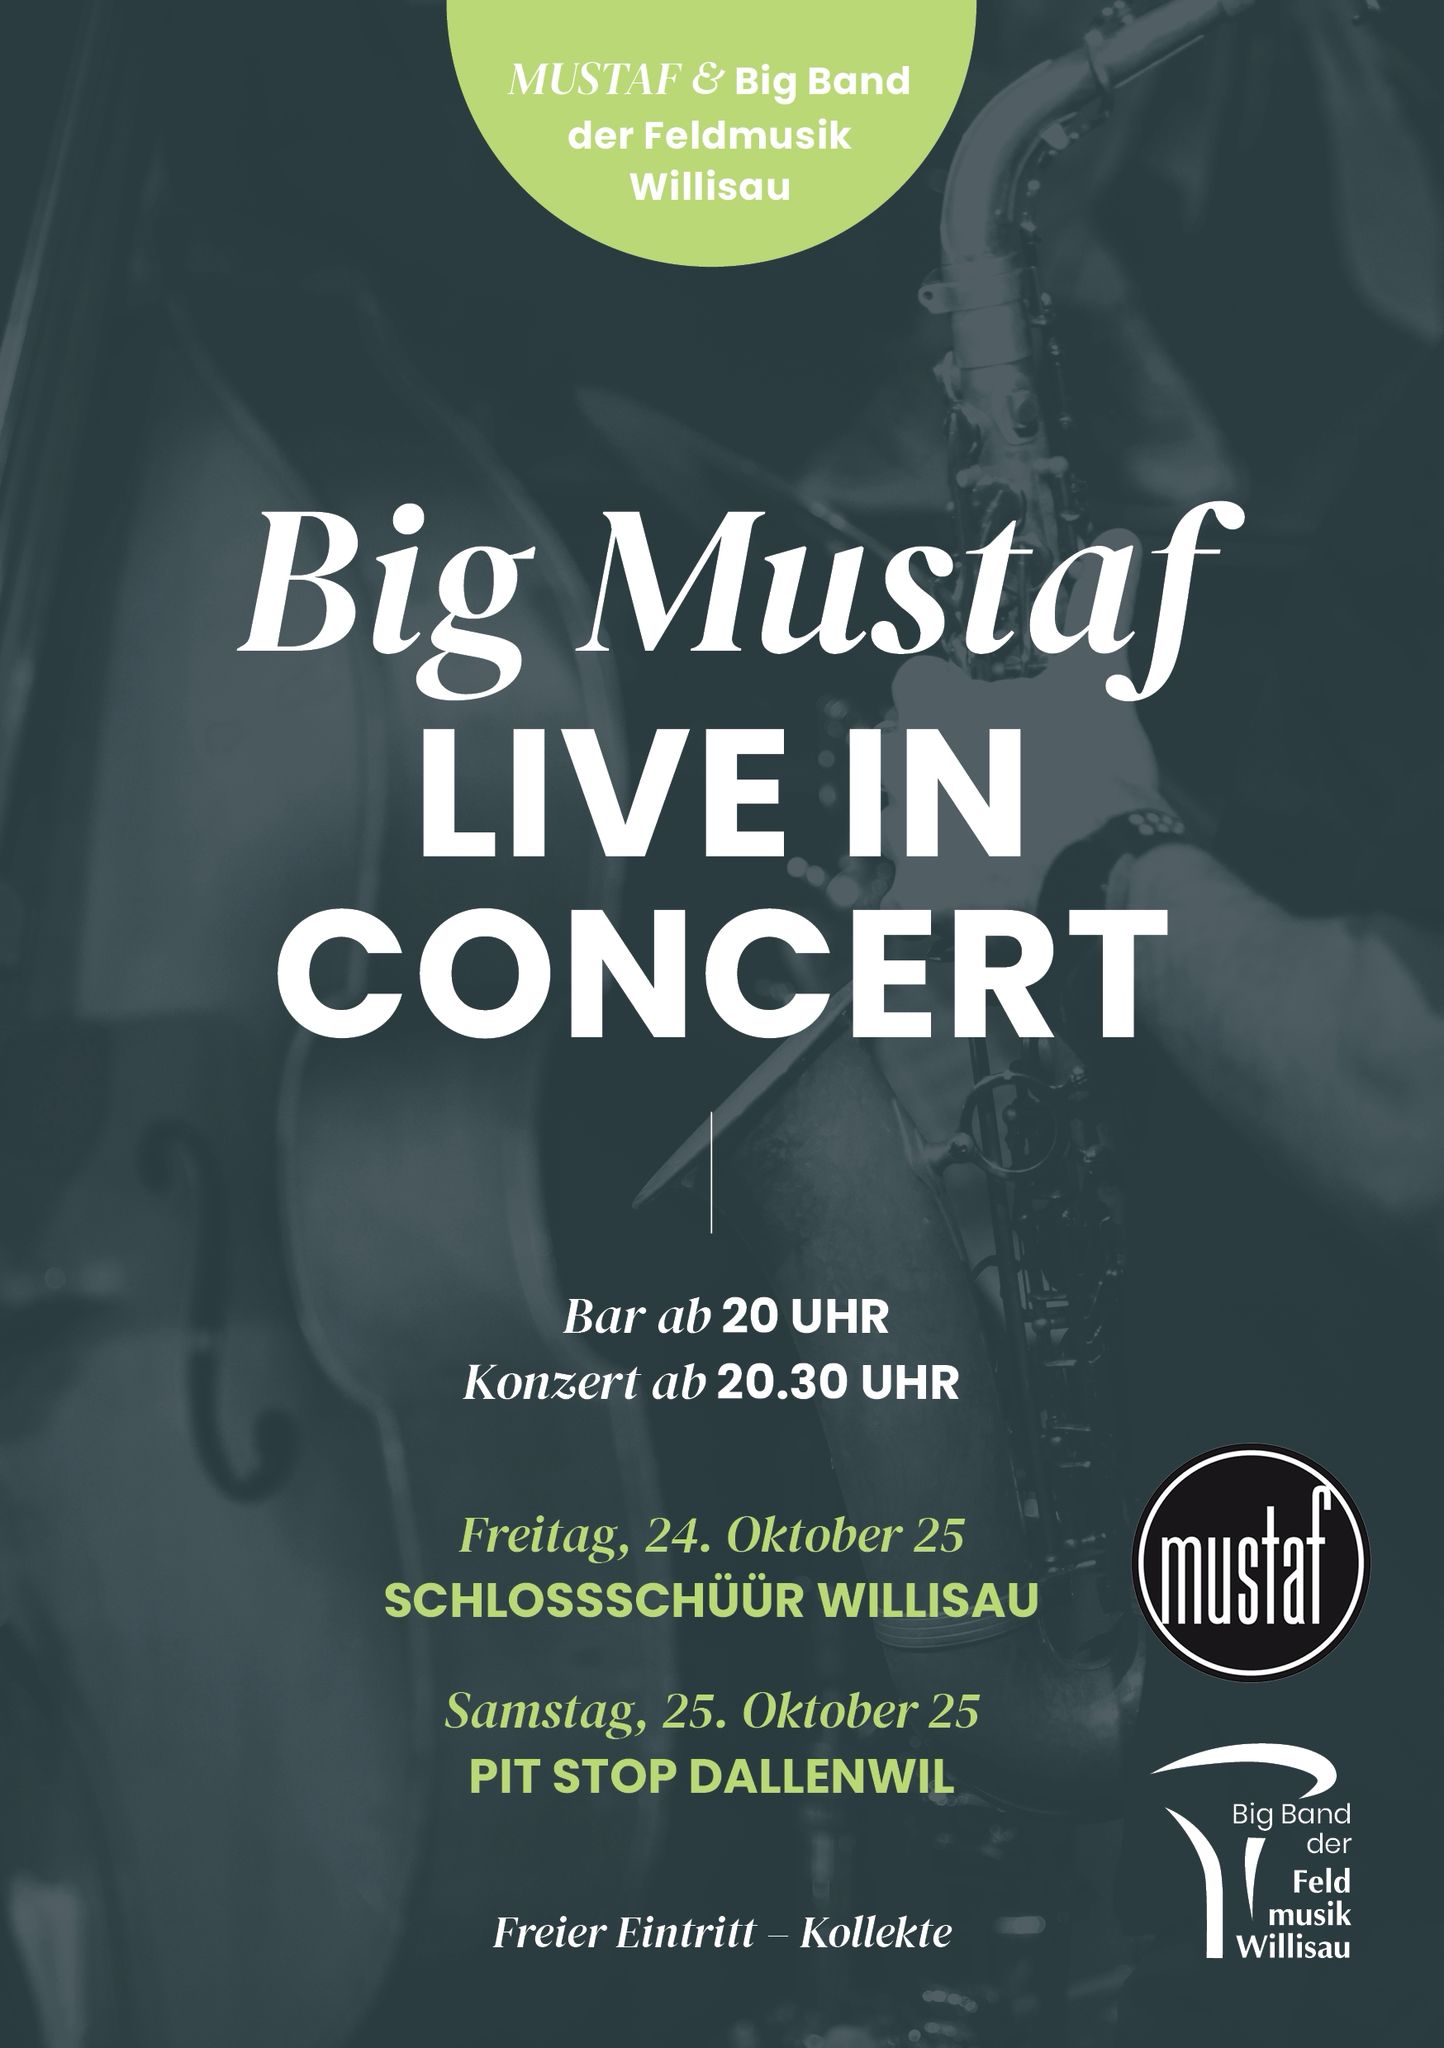 MUSTAF & Big Band
der Feldmusik
Willisau
Big Mustaf
LIVE IN
CONCERT
Bar ab 20 UHR
Konzert ab 20.30 UHR
Freitag, 24. Oktober 25
SCHLOSSSCHÜÜR WILLISAU
Samstag, 25. Oktober 25
PIT STOP DALLENWIL
Freier Eintritt – Kollekte
mustaf
Big Band
der
Feld
musik
Willisau